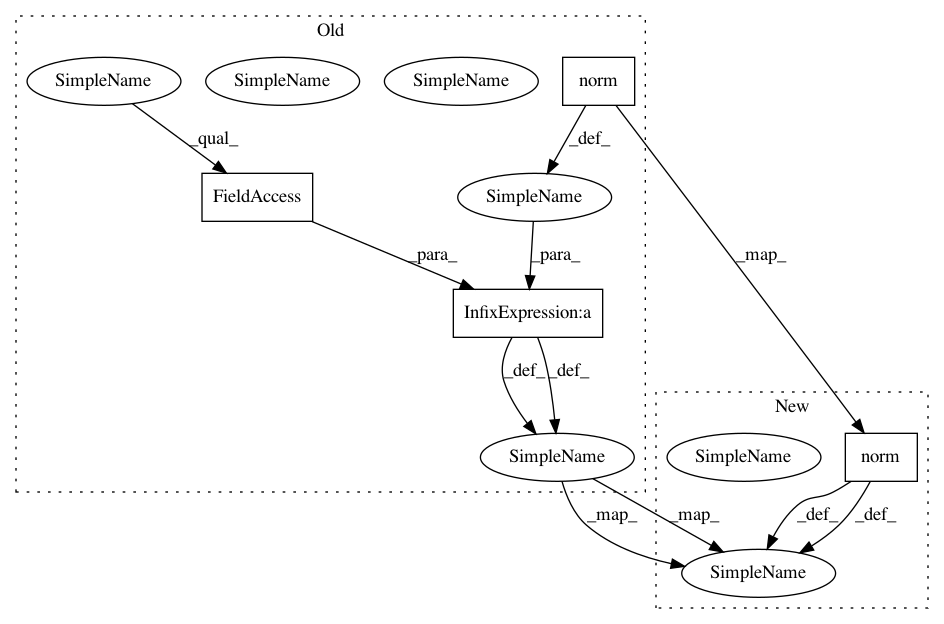 Old
SimpleName
SimpleName
SimpleName
norm
_qual_
_def_
FieldAccess
SimpleName
_para_
_para_
_map_
InfixExpression:a
_def_
_def_
New
SimpleName
SimpleName
norm
_map_
_map_
_def_
_def_
SimpleName